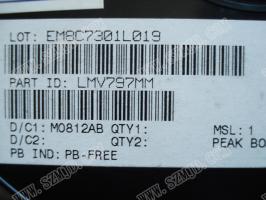 LOT: EM8C7301L019
PART ID: LMV797MM
D/C1: M0812AB QTY1: MSL: 1
D/C2: QTY2: PEAK BO
PB IND: PB-FREE